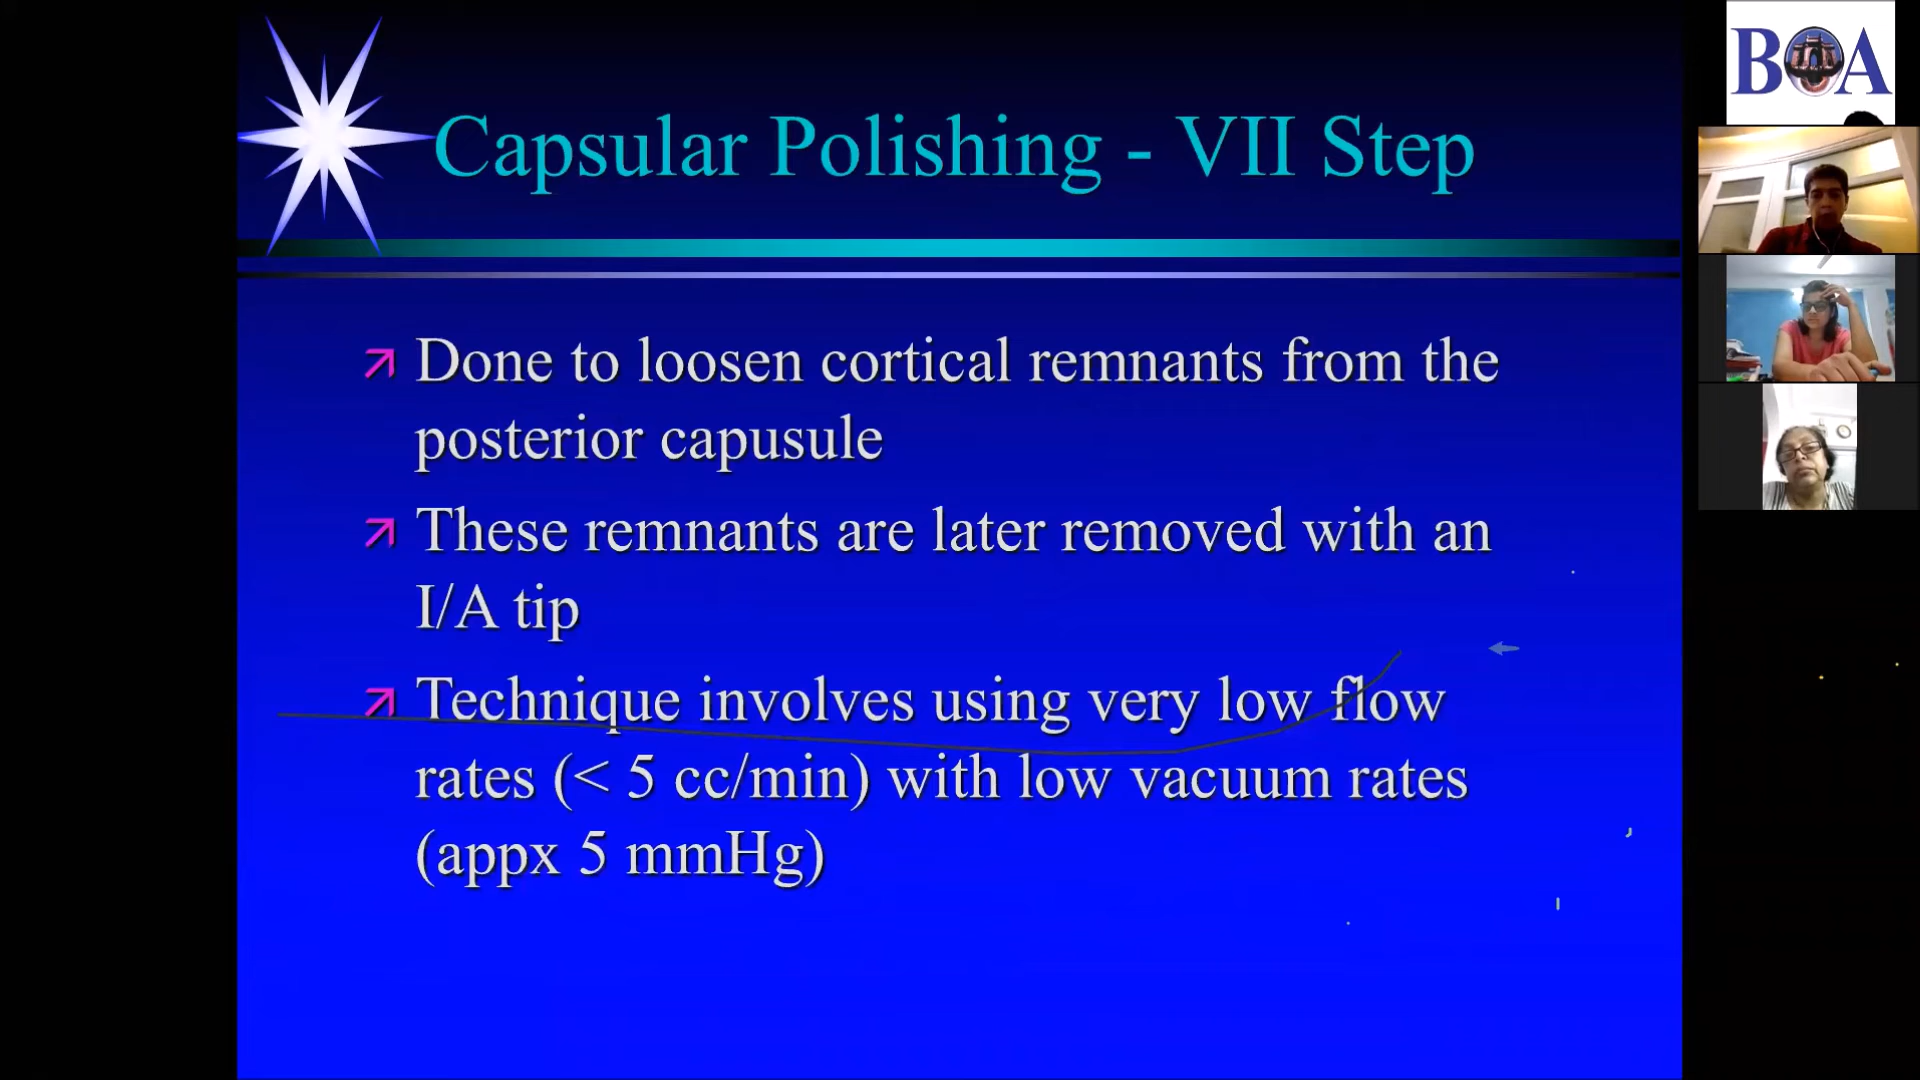 Capsular Polishing - VII Step
Done to loosen cortical remnants from the
posterior capusule
These remnants are later removed with an
I/A tip
Technique involves using very low flow
rates (< 5 cc/min) with low vacuum rates
(appx 5 mmHg)
BOA